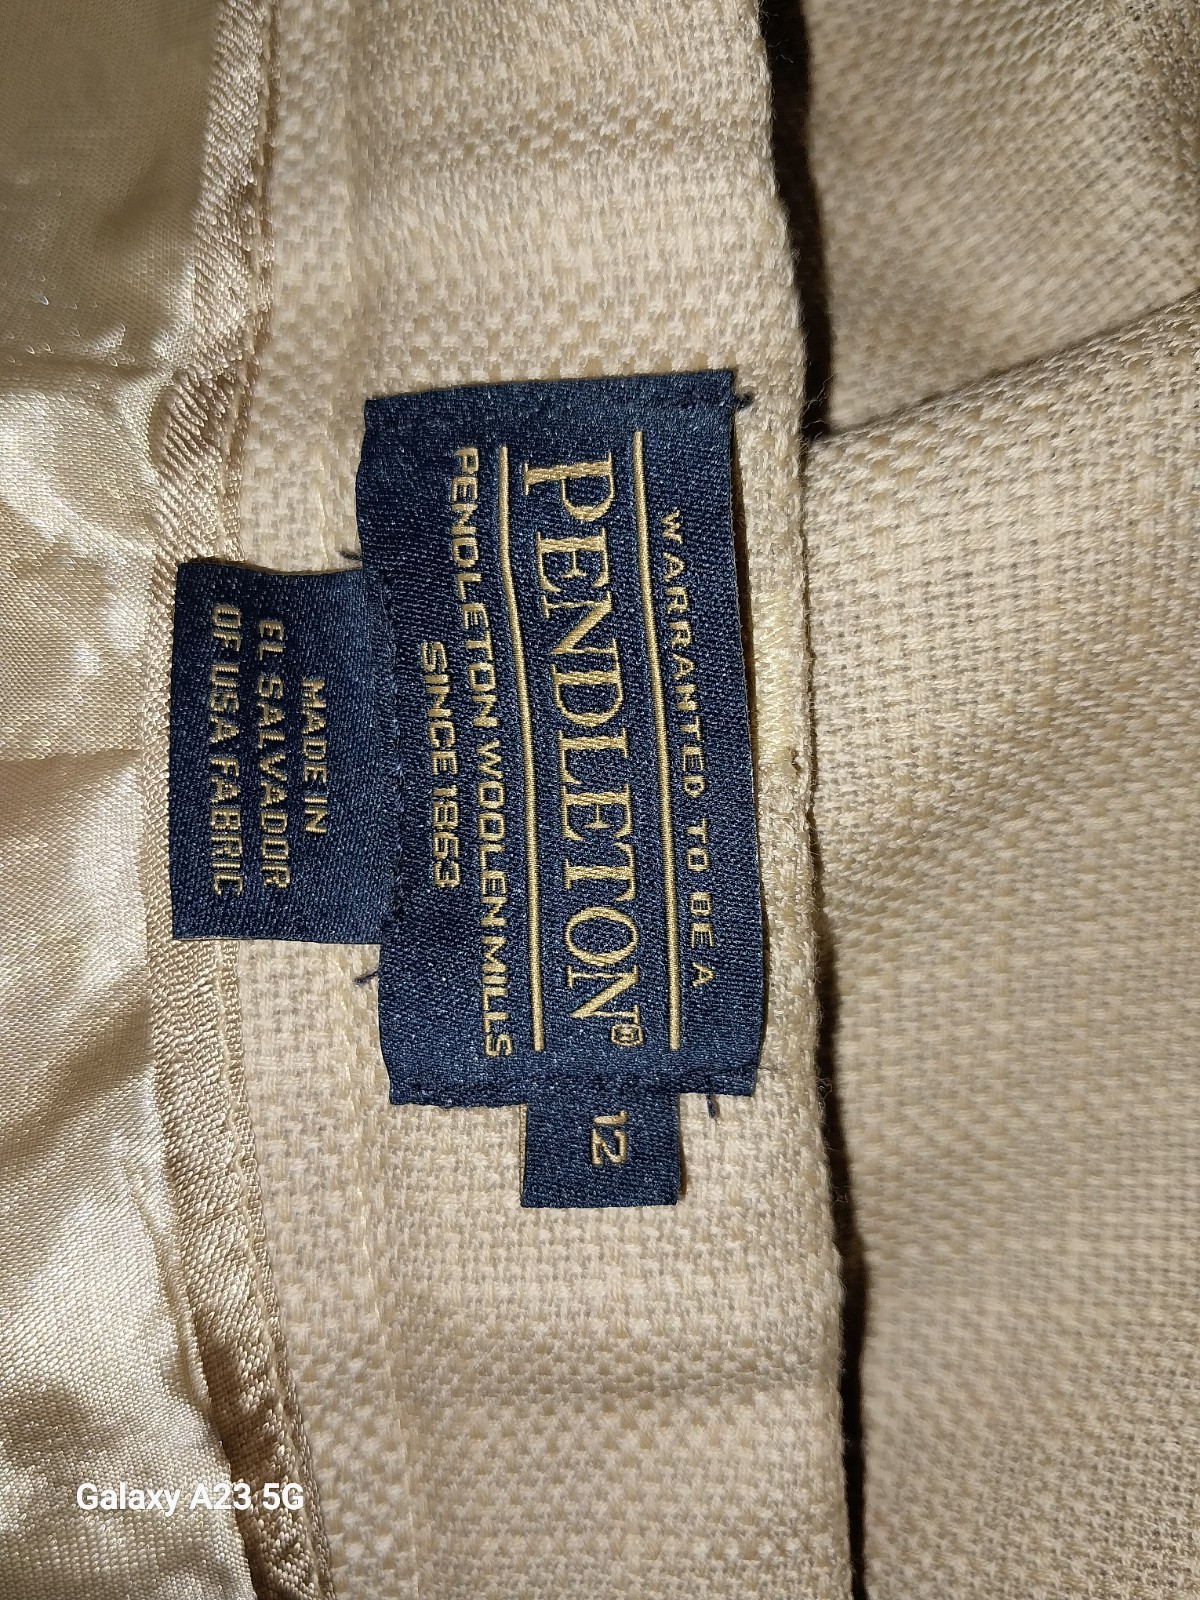 WARRANTED TO BE A
PENDLETON®
PENDLETON WOOLEN MILLS
SINCE 1863
12
MADE IN
EL SALVADOR
OF USA FABRIC
Galaxy A23 5G